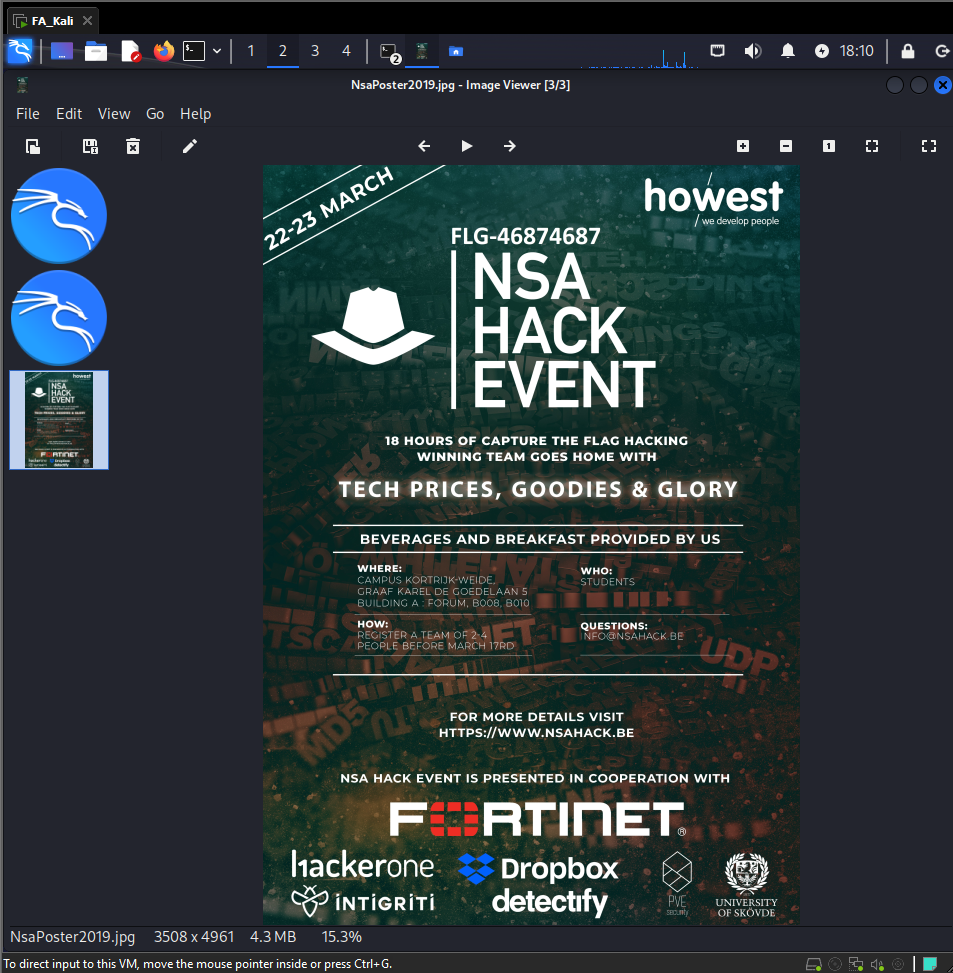 FA_Kali
1 2 3 4
2
18:10
NsaPoster2019.jpg - Image Viewer [3/3]
File Edit View Go Help
1
22-23 MARCH
howest
we develop people
FLG-46874687
NSA
HACK
EVENT
18 HOURS OF CAPTURE THE FLAG HACKING
WINNING TEAM GOES HOME WITH
TECH PRICES, GOODIES & GLORY
BEVERAGES AND BREAKFAST PROVIDED BY US
WHERE:
CAMPUS KORTRIJK-WEIDE,
GRAAF KAREL DE GOEDELAAN 5
BUILDING A : FORUM, B008, B010
WHO:
STUDENTS
HOW:
REGISTER A TEAM OF 2-4
PEOPLE BEFORE MARCH 17RD
QUESTIONS:
INFO@NSAHACK.BE
UDP
MD5
FOR MORE DETAILS VISIT
HTTPS://WWW.NSAHACK.BE
NSA HACK EVENT IS PRESENTED IN COOPERATION WITH
FORTINET®
hackerone
Dropbox
INTIGRITI
detectify
PVE
SECURITY
UNIVERSITY
OF SKÖVDE
NsaPoster2019.jpg 3508 x 4961 4.3 MB 15.3%
To direct input to this VM, move the mouse pointer inside or press Ctrl+G.